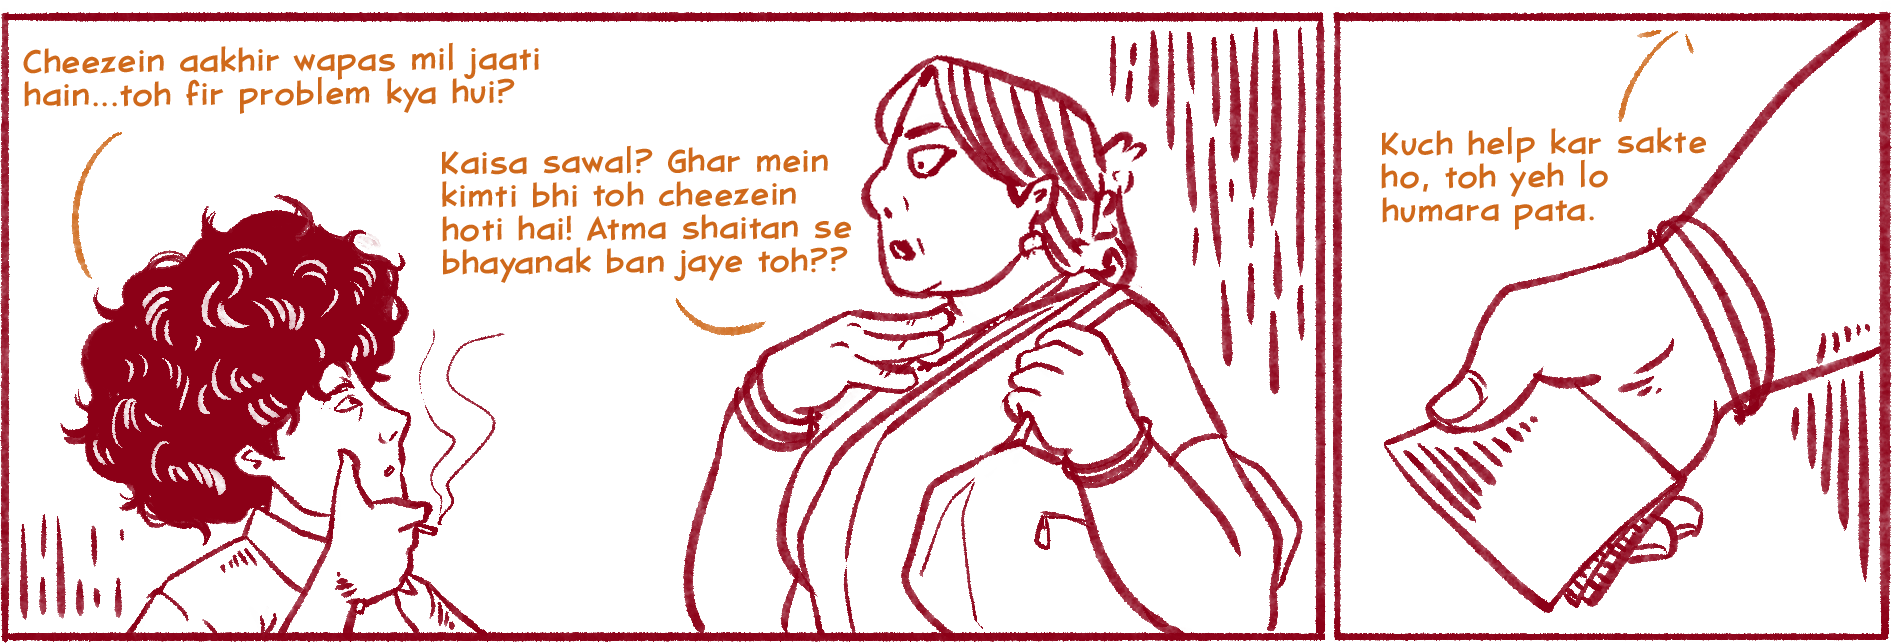 Cheezein aakhir wapas mil jaati
hain...toh fir problem kya hui?
Kaisa sawal? Ghar mein
kimti bhi toh cheezein
hoti hai! Atma shaitan se
bhayanak ban jaye toh??
Kuch help kar sakte
ho, toh yeh lo
humara pata.